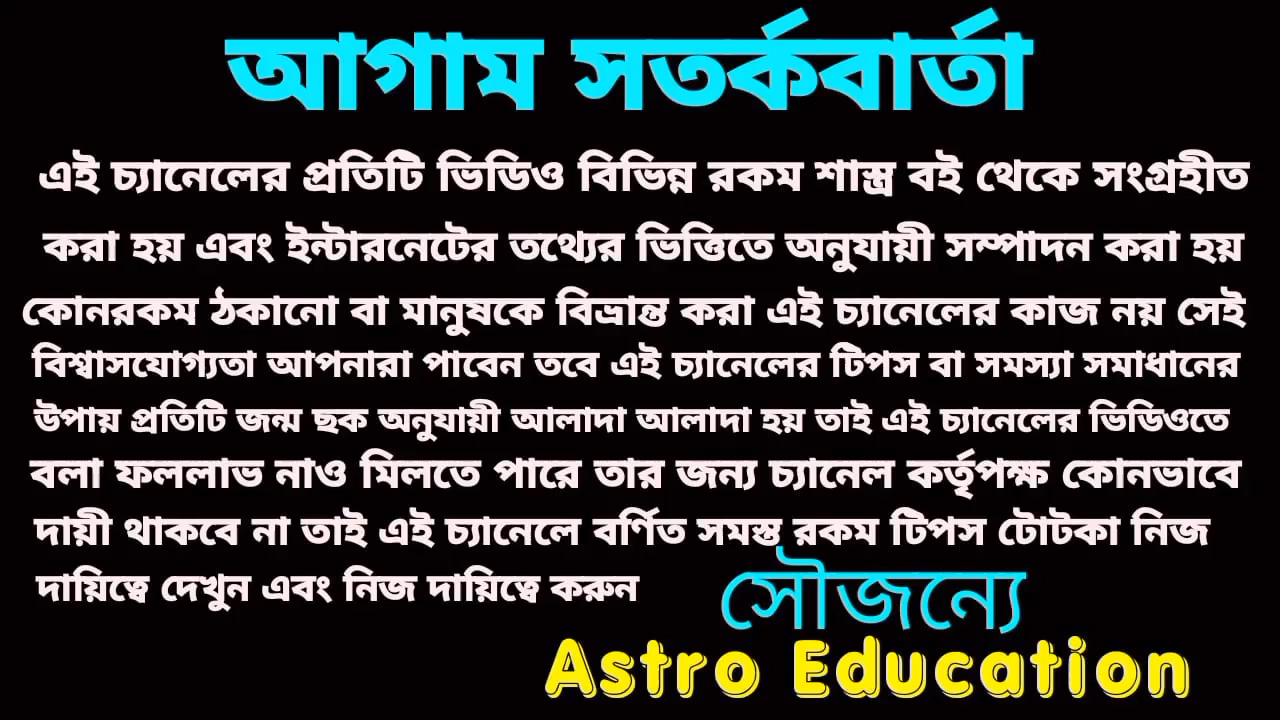 আগাম সতর্কবার্তা
এই চ্যানেলের প্রতিটি ভিডিও বিভিন্ন রকম শাস্ত্র বই থেকে সংগ্রহীত
করা হয় এবং ইন্টারনেটের তথ্যের ভিত্তিতে অনুযায়ী সম্পাদন করা হয়
কোনরকম ঠকানো বা মানুষকে বিভ্রান্ত করা এই চ্যানেলের কাজ নয় সেই
বিশ্বাসযোগ্যতা আপনারা পাবেন তবে এই চ্যানেলের টিপস বা সমস্যা সমাধানের
উপায় প্রতিটি জন্ম ছক অনুযায়ী আলাদা আলাদা হয় তাই এই চ্যানেলের ভিডিওতে
বলা ফললাভ নাও মিলতে পারে তার জন্য চ্যানেল কর্তৃপক্ষ কোনভাবে
দায়ী থাকবে না তাই এই চ্যানেলে বর্ণিত সমস্ত রকম টিপস টোটকা নিজ
দায়িত্বে দেখুন এবং নিজ দায়িত্বে করুন
সৌজন্যে
Astro Education